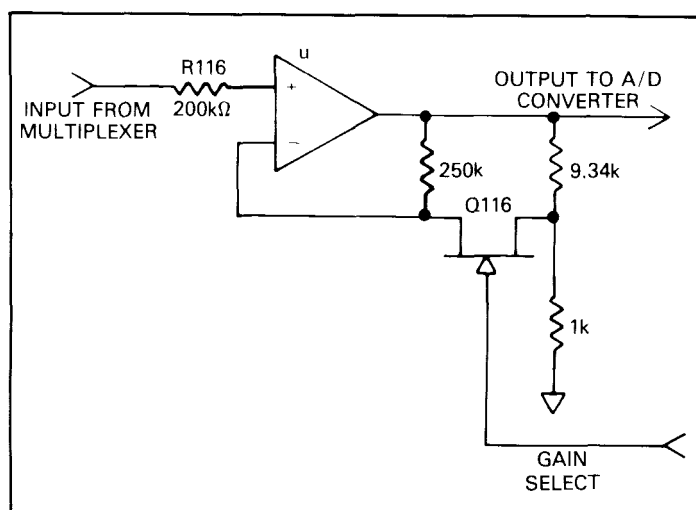 u
R116
200kΩ
INPUT FROM
MULTIPLEXER
+
−
OUTPUT TO A/D
CONVERTER
250k
9.34k
Q116
1k
GAIN
SELECT